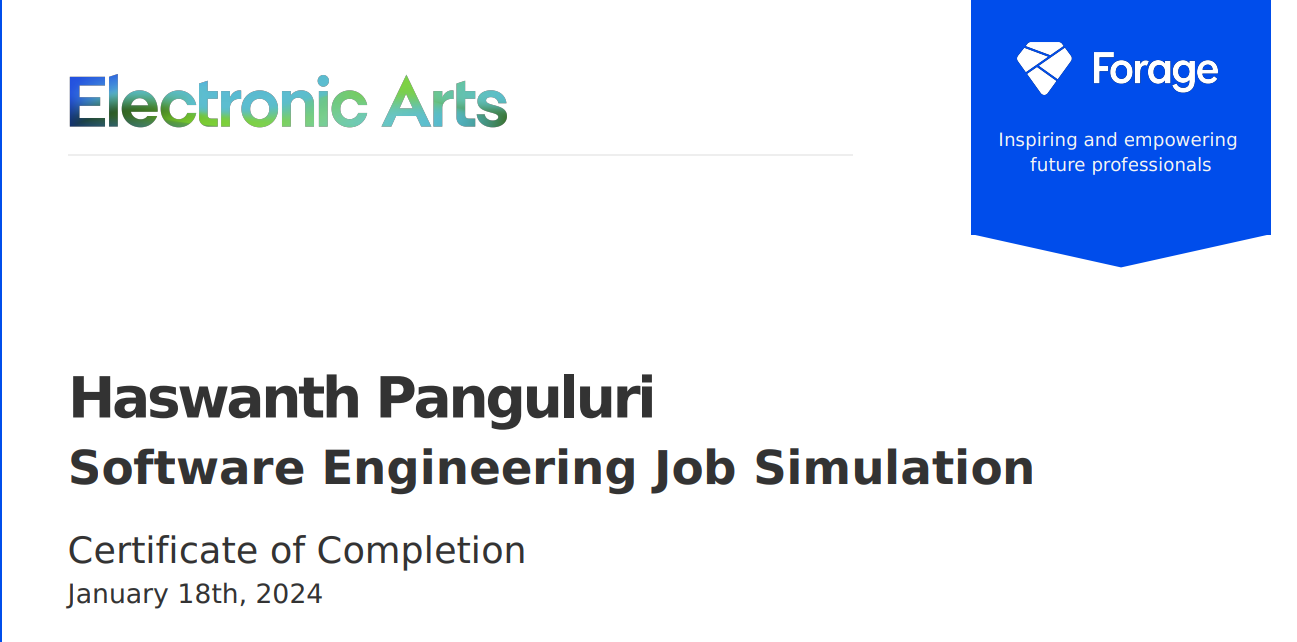 Electronic Arts
Forage
Inspiring and empowering
future professionals
Haswanth Panguluri
Software Engineering Job Simulation
Certificate of Completion
January 18th, 2024